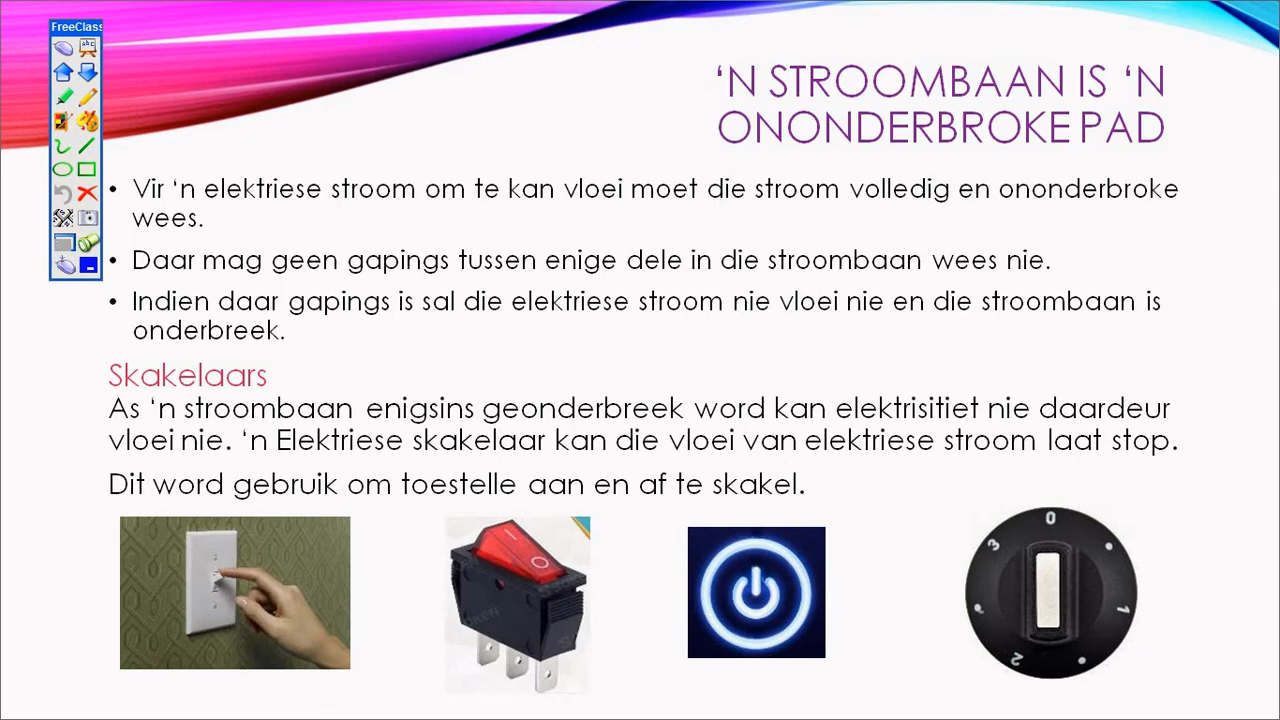 FreeClass
‘N STROOMBAAN IS ‘N
ONONDERBROKE PAD
• Vir ‘n elektriese stroom om te kan vloei moet die stroom volledig en ononderbroke
wees.
• Daar mag geen gapings tussen enige dele in die stroombaan wees nie.
• Indien daar gapings is sal die elektriese stroom nie vloei nie en die stroombaan is
onderbreek.
Skakelaars
As ‘n stroombaan enigsins geonderbreek word kan elektrisitiet nie daardeur
vloei nie. ‘n Elektriese skakelaar kan die vloei van elektriese stroom laat stop.
Dit word gebruik om toestelle aan en af te skakel.
0
3
1
2